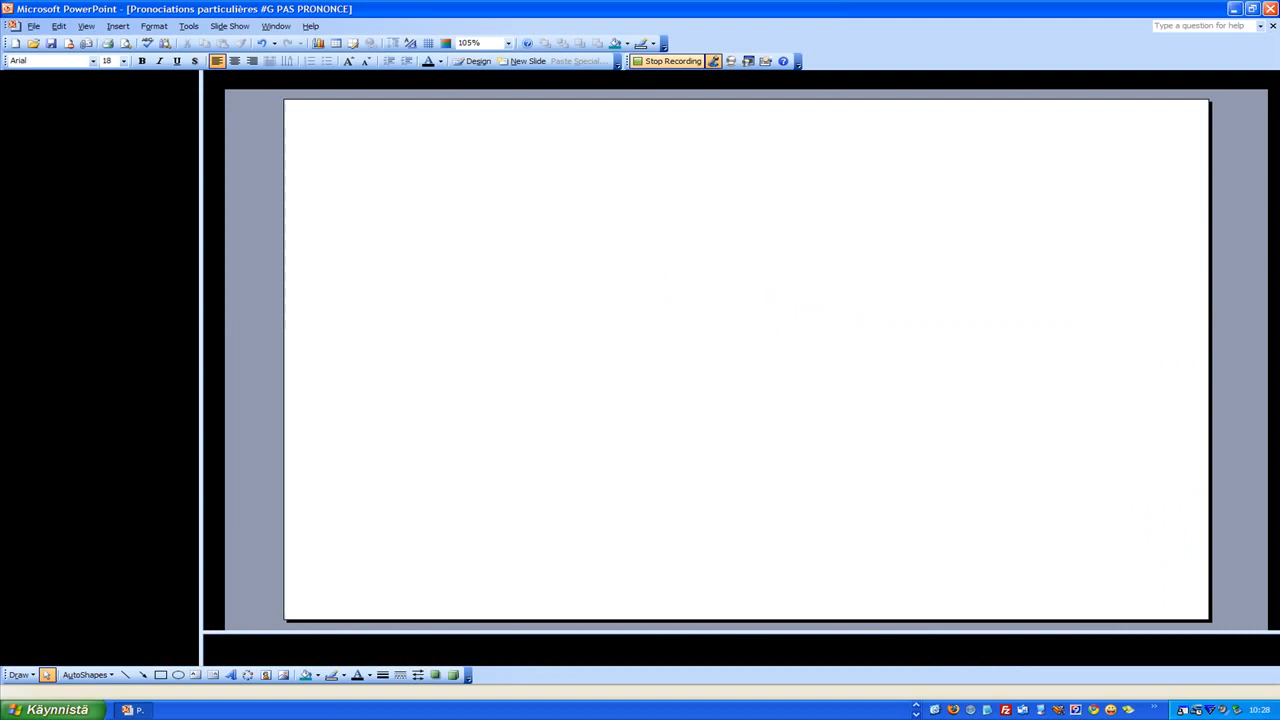 Microsoft PowerPoint - [Pronociations particulières #G PAS PRONONCE]
File Edit View Insert Format Tools Slide Show Window Help
Type a question for help
105%
Arial 18 B I U S A Design New Slide Paste Special... Stop Recording
Draw AutoShapes
Käynnistä P. 10:28